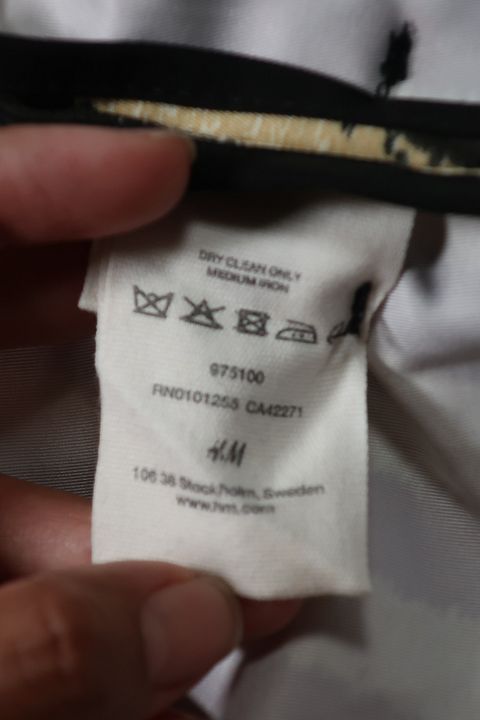 DRY CLEAN ONLY
MEDIUM IRON
975100
RN0101255 CA42271
H&M
106 38 Stockholm, Sweden
www.hm.com